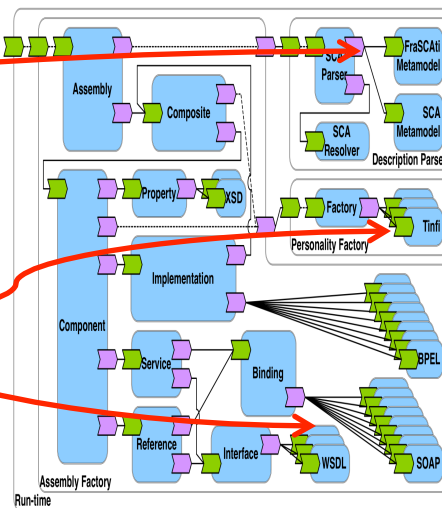 Assembly
Composite
SCA
Parser
FraSCAti
Metamodel
SCA
Metamodel
SCA
Resolver
Description Parse
Property
XSD
Factory
Tinfi
Personality Factory
Component
Implementation
BPEL
Service
Binding
Reference
Interface
WSDL
SOAP
Assembly Factory
Run-time